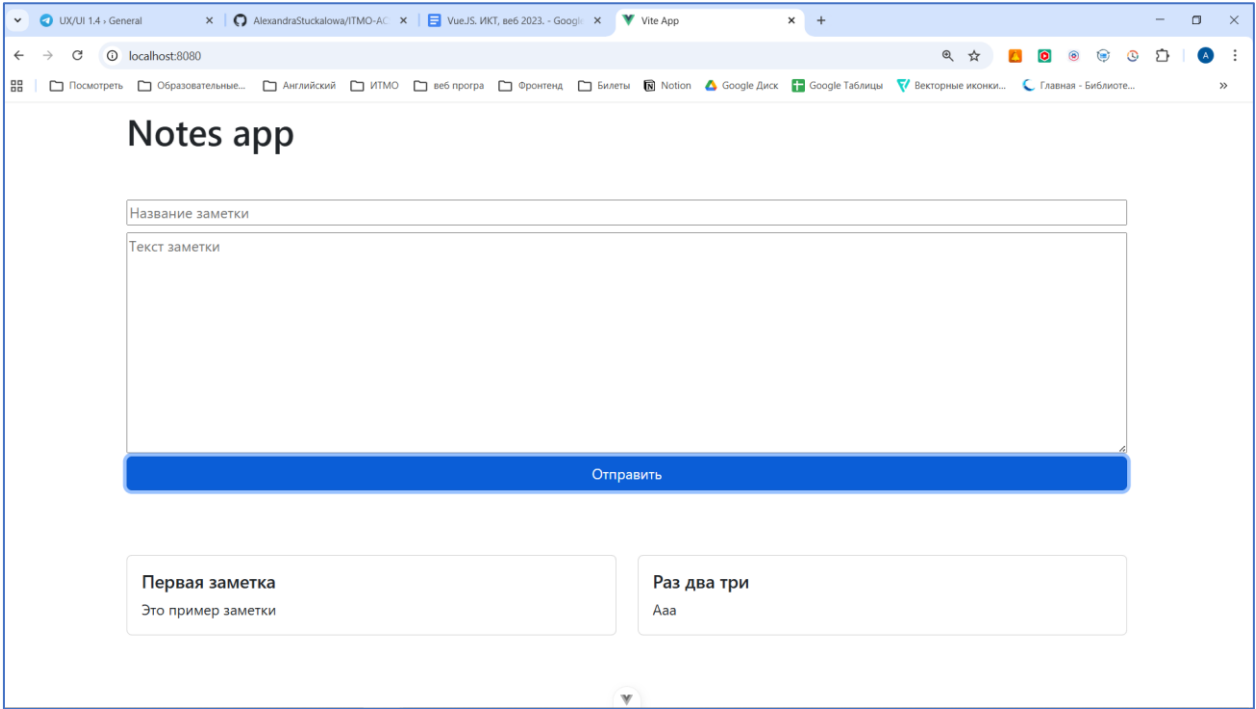 UX/UI 1.4 › General
AlexandraStuckalowa/ITMO-AC
VueJS. ИКТ, веб 2023. - Googl
Vite App
localhost:8080
A
Посмотреть Образовательные... Английский ИТМО веб програ Фронтенд Билеты Notion Google Диск Google Таблицы Векторные иконки... Главная - Библиоте... »
Notes app
Название заметки
Текст заметки
Отправить
Первая заметка
Это пример заметки
Раз два три
Ааа